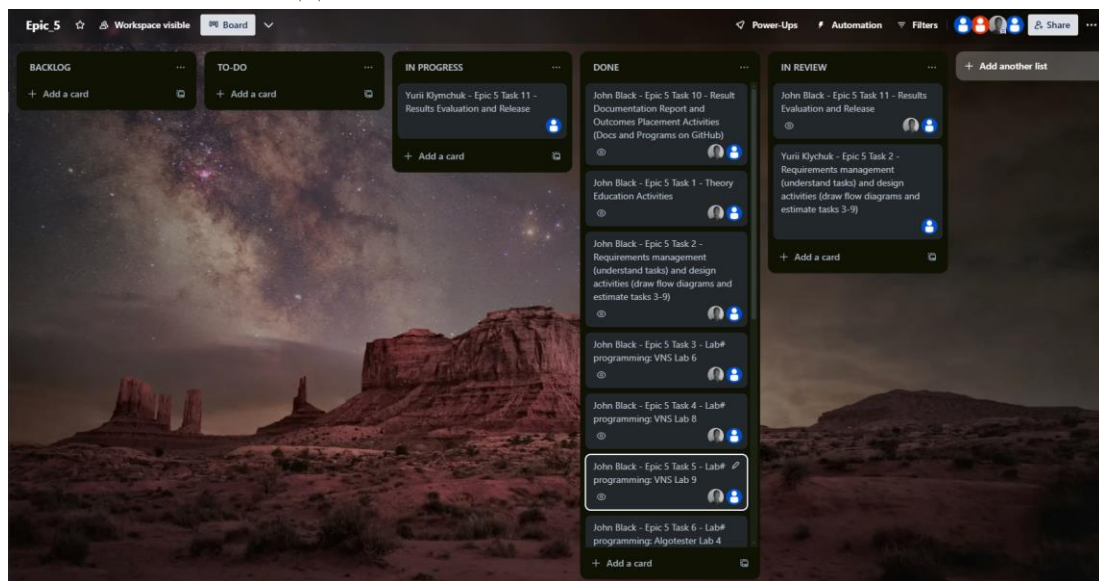 Epic_5
Workspace visible
Board
Power-Ups
Automation
Filters
Share
BACKLOG
+ Add a card
TO-DO
+ Add a card
IN PROGRESS
Yurii Klymchuk - Epic 5 Task 11 -
Results Evaluation and Release
+ Add a card
DONE
John Black - Epic 5 Task 10 - Result
Documentation Report and
Outcomes Placement Activities
(Docs and Programs on GitHub)
John Black - Epic 5 Task 1 - Theory
Education Activities
John Black - Epic 5 Task 2 -
Requirements management
(understand tasks) and design
activities (draw flow diagrams and
estimate tasks 3-9)
John Black - Epic 5 Task 3 - Lab#
programming: VNS Lab 6
John Black - Epic 5 Task 4 - Lab#
programming: VNS Lab 8
John Black - Epic 5 Task 5 - Lab#
programming: VNS Lab 9
John Black - Epic 5 Task 6 - Lab#
programming: Algotester Lab 4
+ Add a card
IN REVIEW
John Black - Epic 5 Task 11 - Results
Evaluation and Release
Yurii Klychuk - Epic 5 Task 2 -
Requirements management
(understand tasks) and design
activities (draw flow diagrams and
estimate tasks 3-9)
+ Add a card
+ Add another list